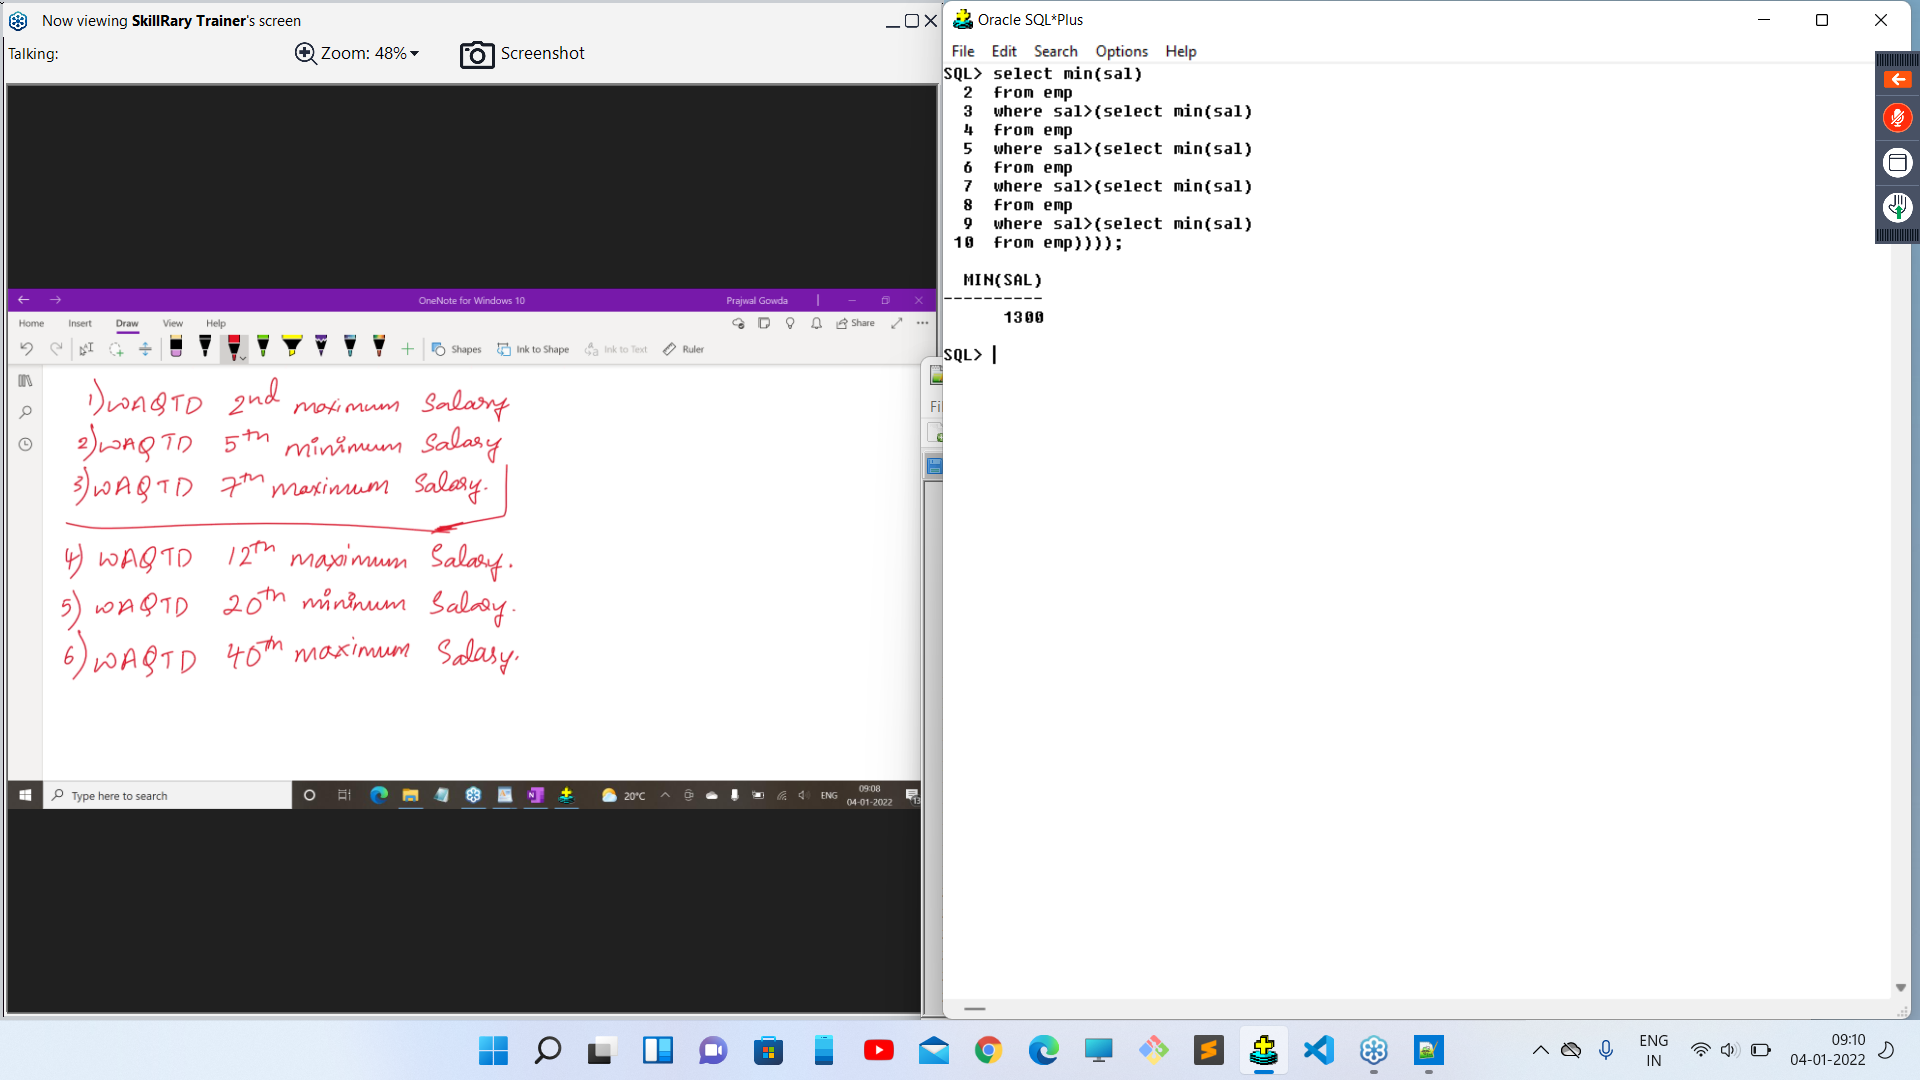 Now viewing SkillRary Trainer's screen
Talking:
Zoom: 48%
Screenshot
OneNote for Windows 10
Prajwal Gowda
Home Insert Draw View Help
Share
Shapes Ink to Shape Ink to Text Ruler
1) WAQTD 2nd maximum Salary
2) WAQTD 5th minimum Salary
3) WAQTD 7th maximum Salary.
4) WAQTD 12th maximum Salary.
5) WAQTD 20th minimum Salary.
6) WAQTD 40th maximum Salary.
Type here to search
20°C
ENG
09:08
04-01-2022
13
Fi
Oracle SQL*Plus
File Edit Search Options Help
SQL> select min(sal)
2 from emp
3 where sal>(select min(sal)
4 from emp
5 where sal>(select min(sal)
6 from emp
7 where sal>(select min(sal)
8 from emp
9 where sal>(select min(sal)
10 from emp))));
MIN(SAL)
----------
1300
SQL>
ENG
IN
09:10
04-01-2022